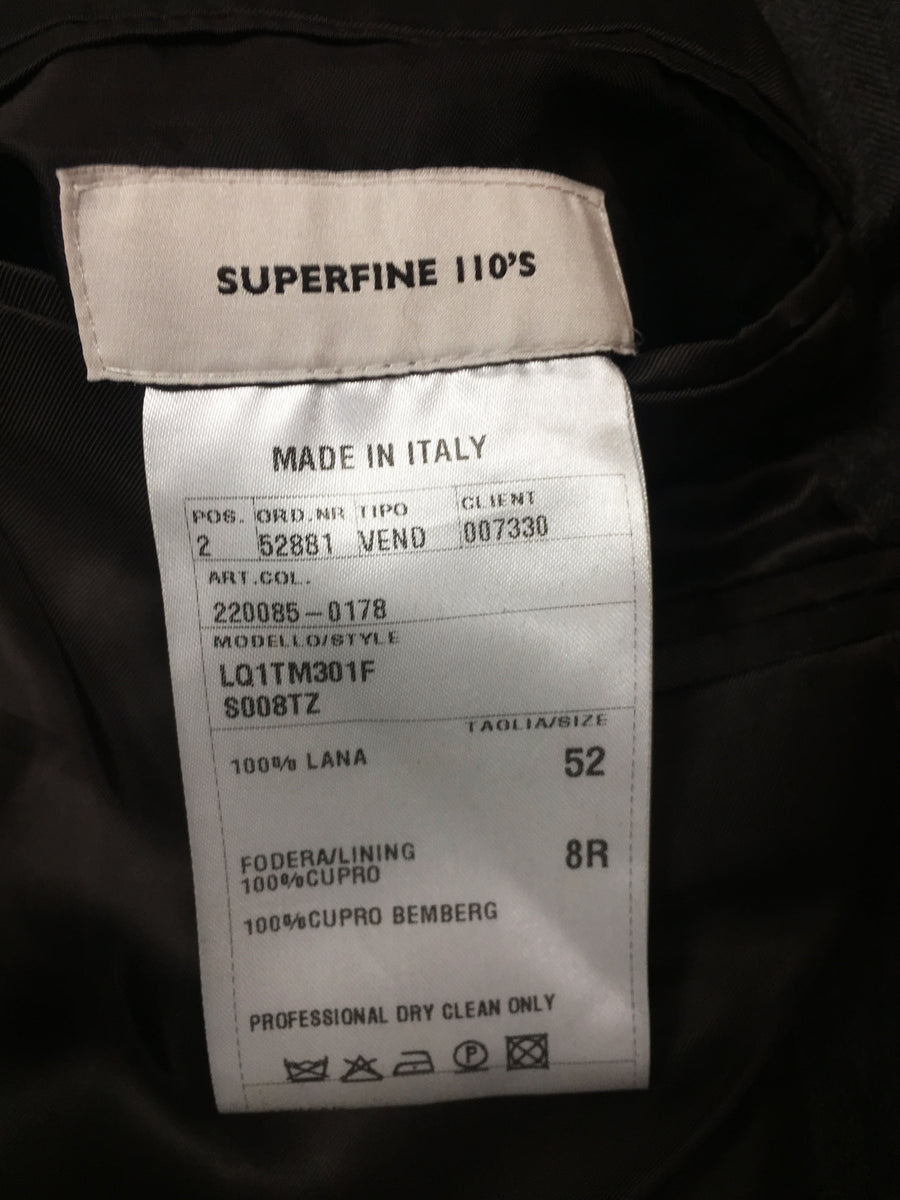 SUPERFINE 110'S
MADE IN ITALY
POS. ORD.NR TIPO CLIENT
2 52881 VEND 007330
ART.COL.
220085-0178
MODELLO/STYLE
LQ1TM301F
S008TZ
TAGLIA/SIZE
100% LANA 52
FODERA/LINING 8R
100%CUPRO
100%CUPRO BEMBERG
PROFESSIONAL DRY CLEAN ONLY
P